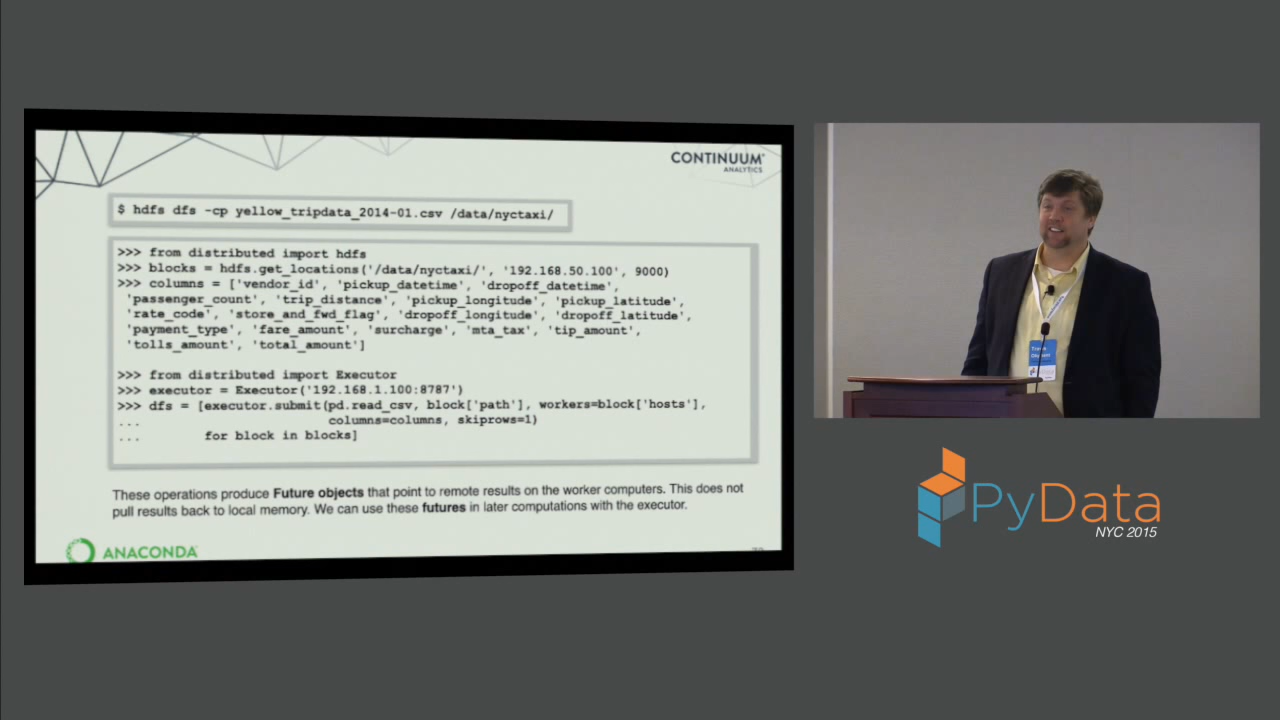 CONTINUUM
ANALYTICS
$ hdfs dfs -cp yellow_tripdata_2014-01.csv /data/nyctaxi/
>>> from distributed import hdfs
>>> blocks = hdfs.get_locations('/data/nyctaxi/', '192.168.50.100', 9000)
>>> columns = ['vendor_id', 'pickup_datetime', 'dropoff_datetime',
'passenger_count', 'trip_distance', 'pickup_longitude', 'pickup_latitude',
'rate_code', 'store_and_fwd_flag', 'dropoff_longitude', 'dropoff_latitude',
'payment_type', 'fare_amount', 'surcharge', 'mta_tax', 'tip_amount',
'tolls_amount', 'total_amount']
>>> from distributed import Executor
>>> executor = Executor('192.168.1.100:8787')
>>> dfs = [executor.submit(pd.read_csv, block['path'], workers=block['hosts'],
... columns=columns, skiprows=1)
... for block in blocks]
These operations produce Future objects that point to remote results on the worker computers. This does not
pull results back to local memory. We can use these futures in later computations with the executor.
ANACONDA
PyData
NYC 2015